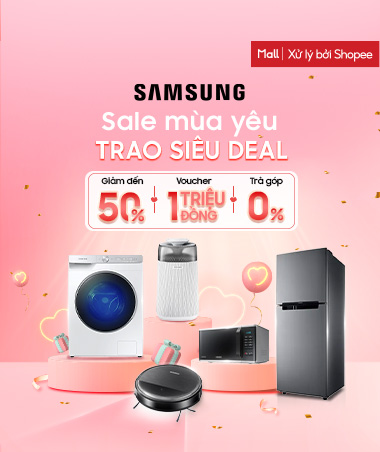 Mall | Xử lý bởi Shopee
SAMSUNG
Sale mùa yêu
TRAO SIÊU DEAL
Giảm đến
50%
Voucher
1 TRIỆU
ĐỒNG
Trả góp
0%